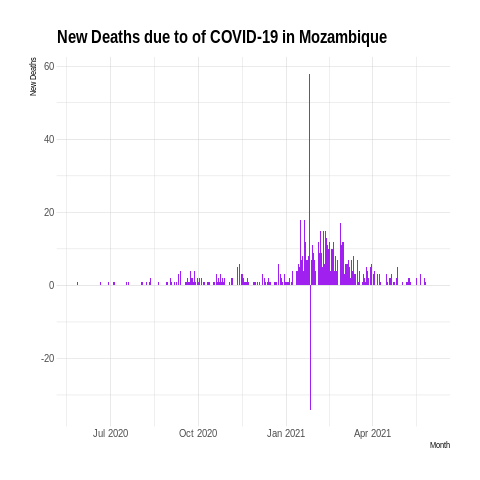 New Deaths due to of COVID-19 in Mozambique
New Deaths
60
40
20
0
-20
Jul 2020 Oct 2020 Jan 2021 Apr 2021
Month